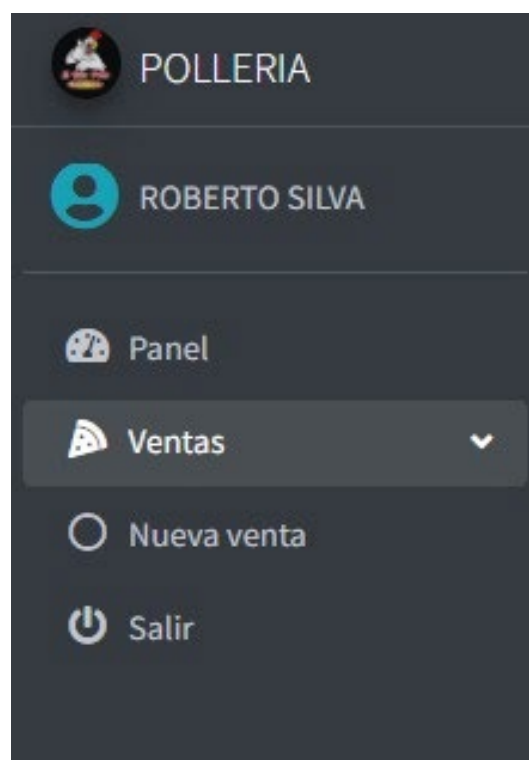 POLLERIA
ROBERTO SILVA
Panel
Ventas
Nueva venta
Salir